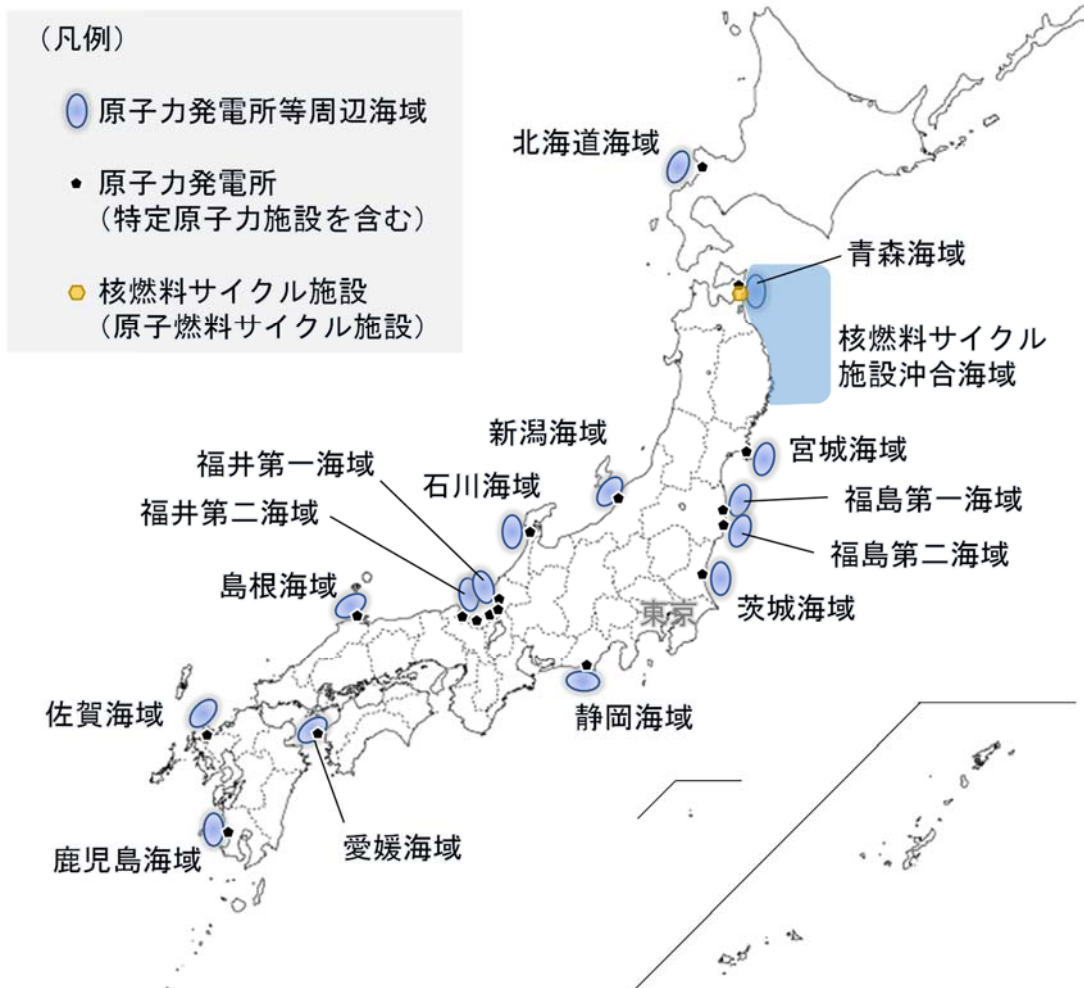 (凡例)
原子力発電所等周辺海域
原子力発電所
(特定原子力施設を含む)
核燃料サイクル施設
(原子燃料サイクル施設)
北海道海域
青森海域
核燃料サイクル
施設沖合海域
新潟海域
宮城海域
福井第一海域
石川海域
福島第一海域
福井第二海域
福島第二海域
島根海域
茨城海域
東京
佐賀海域
静岡海域
愛媛海域
鹿児島海域